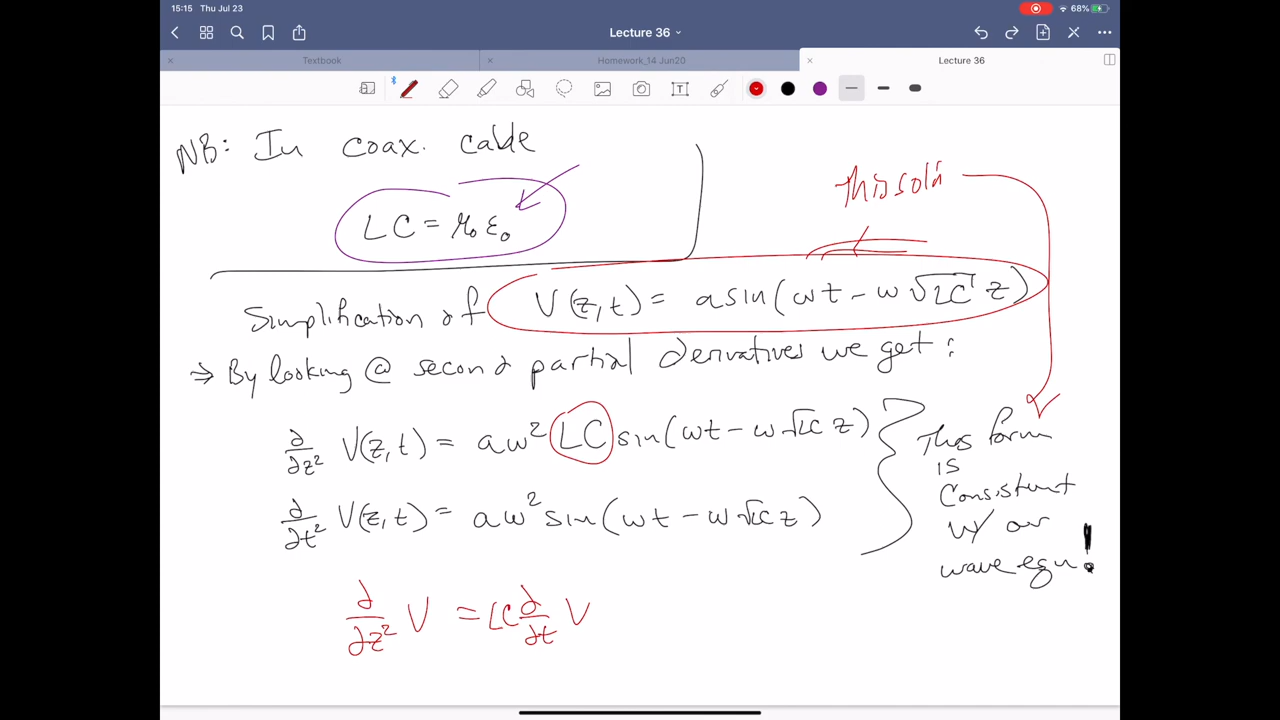 15:15 Thu Jul 23
68%
Lecture 36
Textbook
Homework_14 Jun20
Lecture 36
NB: In coax. cable
LC = μ₀ε₀
this sol'n
Simplification of V(z,t) = a sin(ωt - ω√LC z)
⇒ By looking @ second partial derivatives we get:
∂/∂z² V(z,t) = aω² LC sin(ωt - ω√LC z)
∂/∂t² V(z,t) = aω² sin(ωt - ω√LC z)
This form
is
Consistent
w/ our
wave eqn!
∂/∂z² V = LC ∂/∂t V